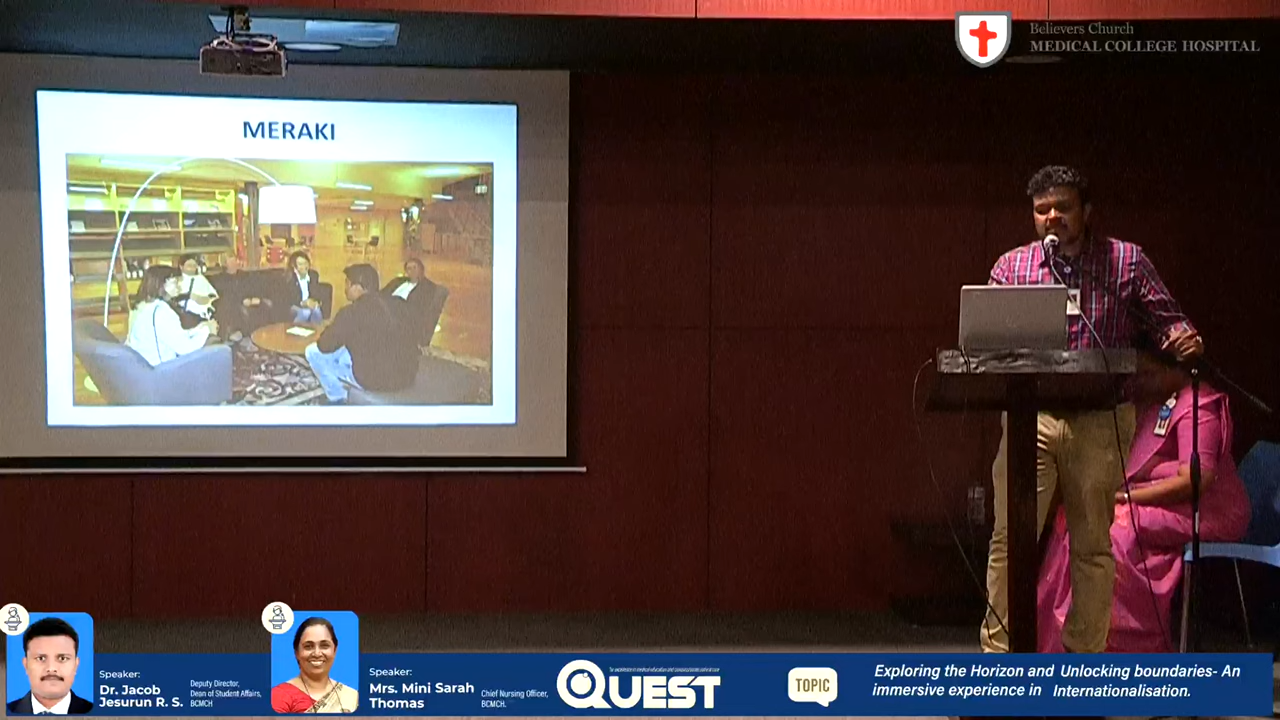 Believers Church
MEDICAL COLLEGE HOSPITAL
MERAKI
Speaker:
Dr. Jacob
Jesurun R. S.
Deputy Director,
Dean of Student Affairs,
BCMCH
Speaker:
Mrs. Mini Sarah
Thomas
Chief Nursing Officer,
BCMCH.
QUEST
TOPIC
Exploring the Horizon and Unlocking boundaries- An
immersive experience in Internationalisation.